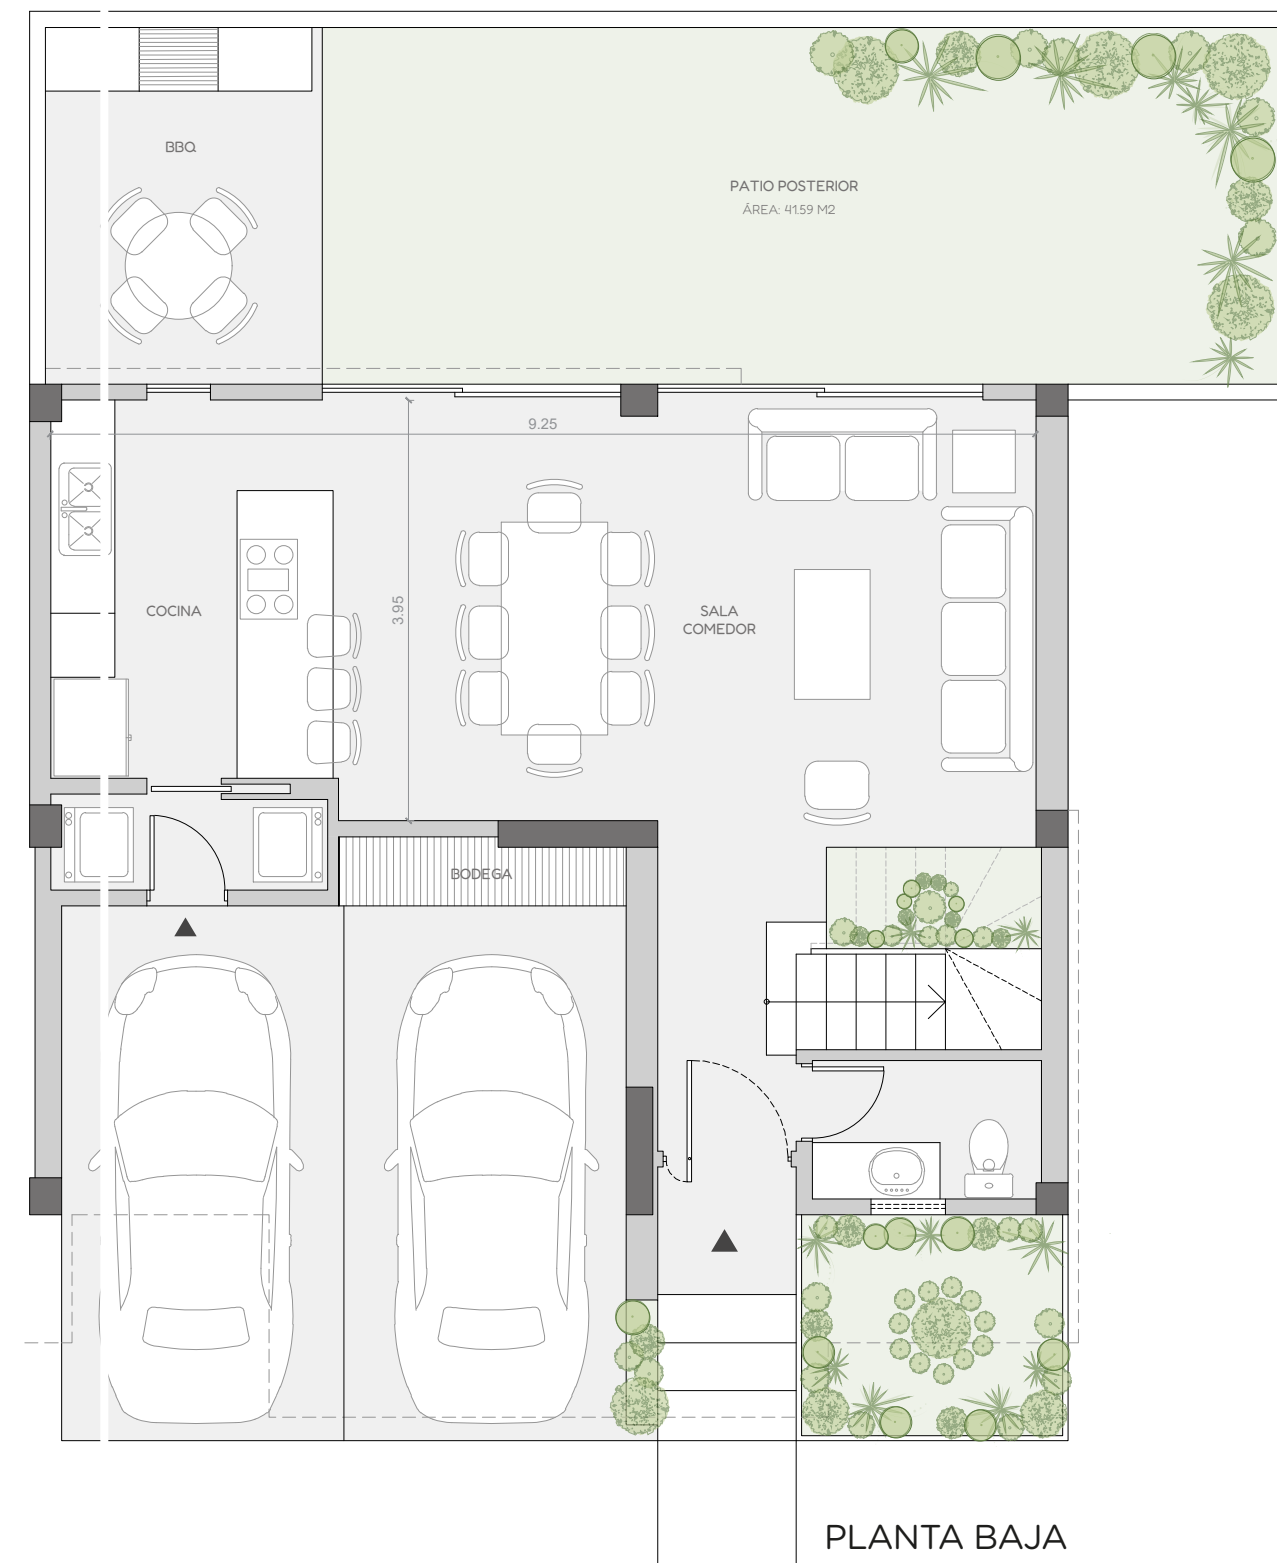 BBQ
PATIO POSTERIOR
ÁREA: 41.59 M2
9.25
COCINA
3.95
SALA
COMEDOR
BODEGA
PLANTA BAJA